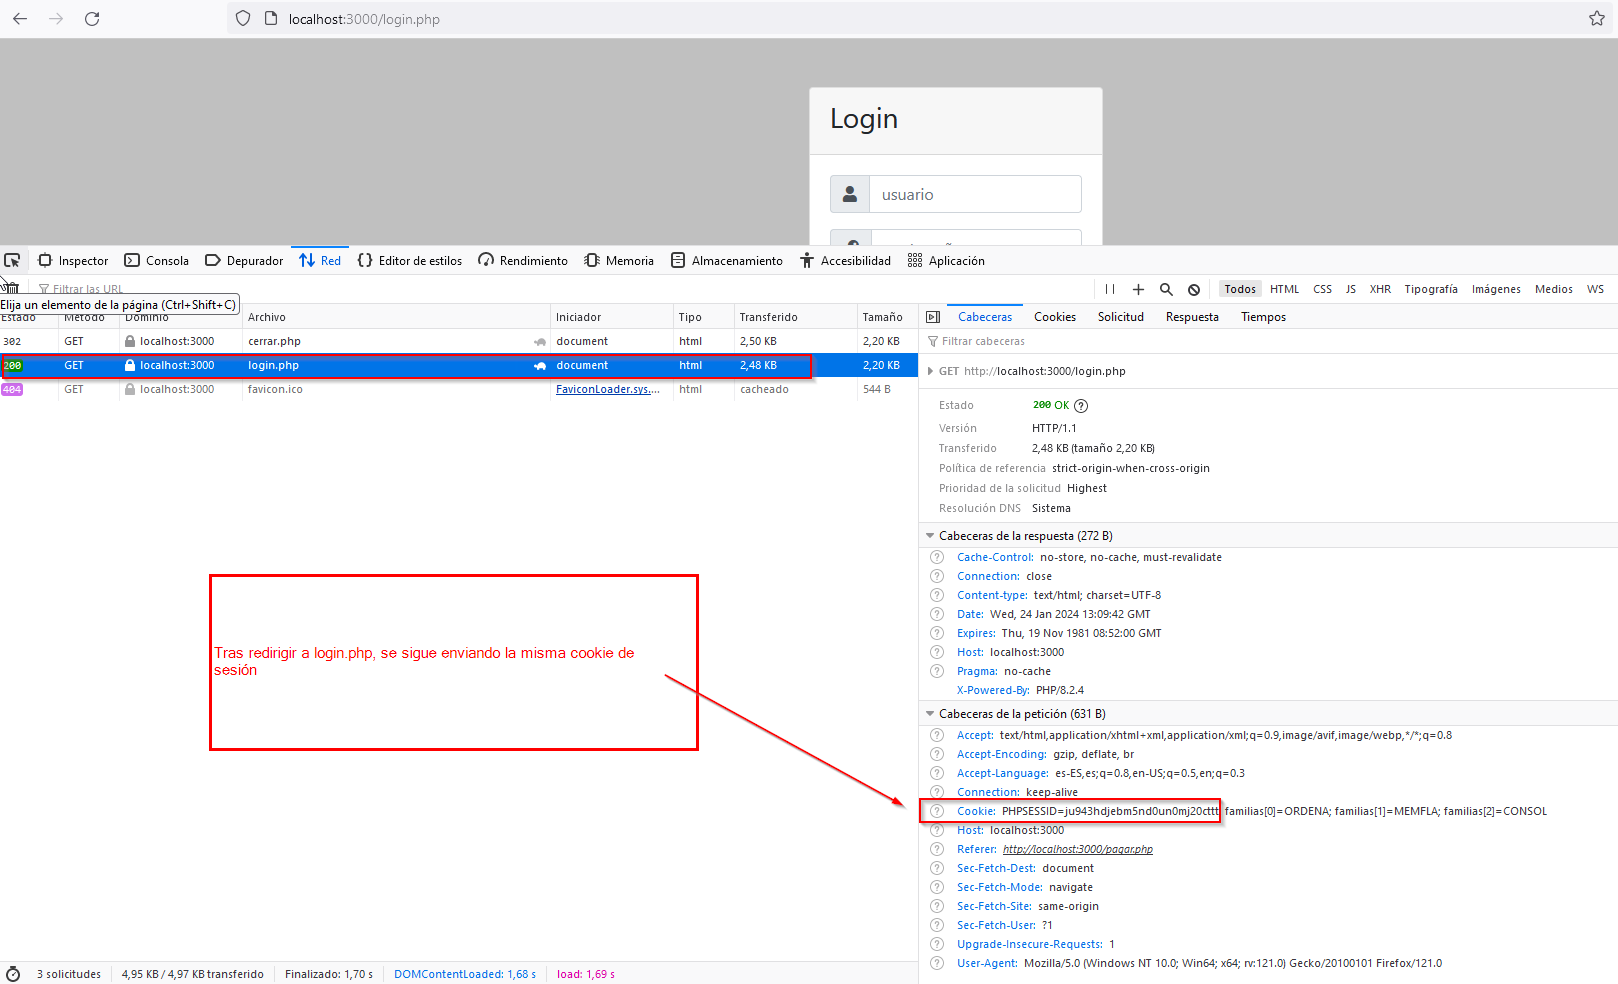 localhost:3000/login.php
Login
usuario
Inspector Consola Depurador Red Editor de estilos Rendimiento Memoria Almacenamiento Accesibilidad Aplicación
Filtrar las URL
Todos HTML CSS JS XHR Tipografía Imágenes Medios WS
Elija un elemento de la página (Ctrl+Shift+C)
Estado Método Dominio Archivo Iniciador Tipo Transferido Tamaño
302 GET localhost:3000 cerrar.php document html 2,50 KB 2,20 KB
200 GET localhost:3000 login.php document html 2,48 KB 2,20 KB
404 GET localhost:3000 favicon.ico FaviconLoader.sys.... html cacheado 544 B
Tras redirigir a login.php, se sigue enviando la misma cookie de
sesión
Cabeceras Cookies Solicitud Respuesta Tiempos
Filtrar cabeceras
GET http://localhost:3000/login.php
Estado 200 OK
Versión HTTP/1.1
Transferido 2,48 KB (tamaño 2,20 KB)
Política de referencia strict-origin-when-cross-origin
Prioridad de la solicitud Highest
Resolución DNS Sistema
Cabeceras de la respuesta (272 B)
Cache-Control: no-store, no-cache, must-revalidate
Connection: close
Content-type: text/html; charset=UTF-8
Date: Wed, 24 Jan 2024 13:09:42 GMT
Expires: Thu, 19 Nov 1981 08:52:00 GMT
Host: localhost:3000
Pragma: no-cache
X-Powered-By: PHP/8.2.4
Cabeceras de la petición (631 B)
Accept: text/html,application/xhtml+xml,application/xml;q=0.9,image/avif,image/webp,*/*;q=0.8
Accept-Encoding: gzip, deflate, br
Accept-Language: es-ES,es;q=0.8,en-US;q=0.5,en;q=0.3
Connection: keep-alive
Cookie: PHPSESSID=ju943hdjebm5nd0un0mj20cttt; familias[0]=ORDENA; familias[1]=MEMFLA; familias[2]=CONSOL
Host: localhost:3000
Referer: http://localhost:3000/pagar.php
Sec-Fetch-Dest: document
Sec-Fetch-Mode: navigate
Sec-Fetch-Site: same-origin
Sec-Fetch-User: ?1
Upgrade-Insecure-Requests: 1
User-Agent: Mozilla/5.0 (Windows NT 10.0; Win64; x64; rv:121.0) Gecko/20100101 Firefox/121.0
3 solicitudes 4,95 KB / 4,97 KB transferido Finalizado: 1,70 s DOMContentLoaded: 1,68 s load: 1,69 s